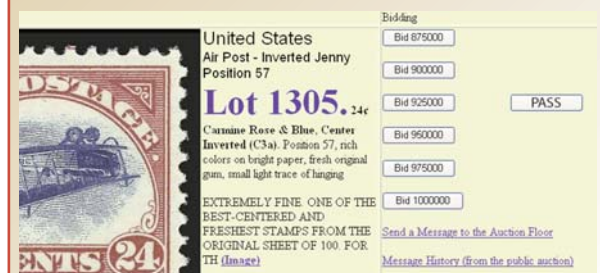 POSTAGE
CENTS 24
United States
Air Post - Inverted Jenny
Position 57
Lot 1305. 24c
Carmine Rose & Blue, Center
Inverted (C3a). Position 57, rich
colors on bright paper, fresh original
gum, small light trace of hinging
EXTREMELY FINE. ONE OF THE
BEST-CENTERED AND
FRESHEST STAMPS FROM THE
ORIGINAL SHEET OF 100. FOR
TH (Image)
Bidding
Bid 875000
Bid 900000
Bid 925000
PASS
Bid 950000
Bid 975000
Bid 1000000
Send a Message to the Auction Floor
Message History (from the public auction)